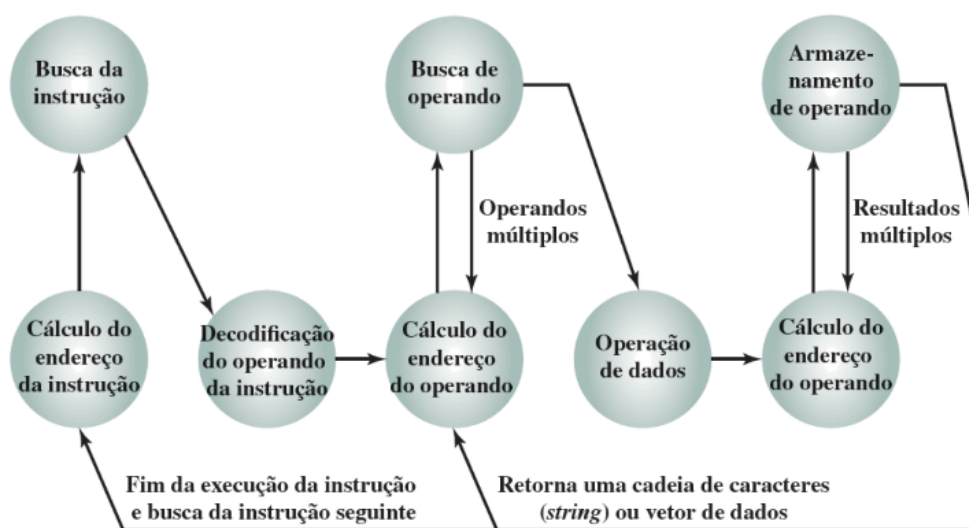 Busca da
instrução
Busca de
operando
Armaze-
namento
de operando
Operandos
múltiplos
Resultados
múltiplos
Cálculo do
endereço
da instrução
Decodificação
do operando
da instrução
Cálculo do
endereço
do operando
Operação
de dados
Cálculo do
endereço
do operando
Fim da execução da instrução
e busca da instrução seguinte
Retorna uma cadeia de caracteres
(string) ou vetor de dados